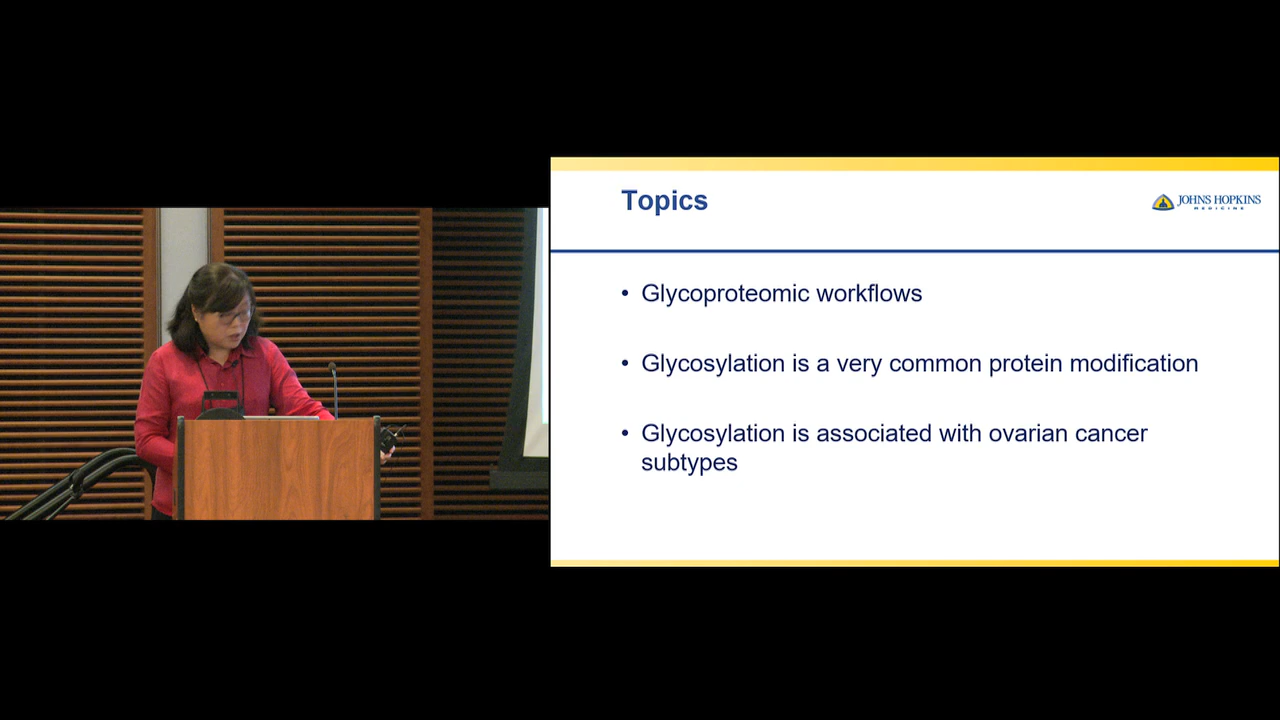 Topics
JOHNS HOPKINS
MEDICINE
• Glycoproteomic workflows
• Glycosylation is a very common protein modification
• Glycosylation is associated with ovarian cancer
subtypes